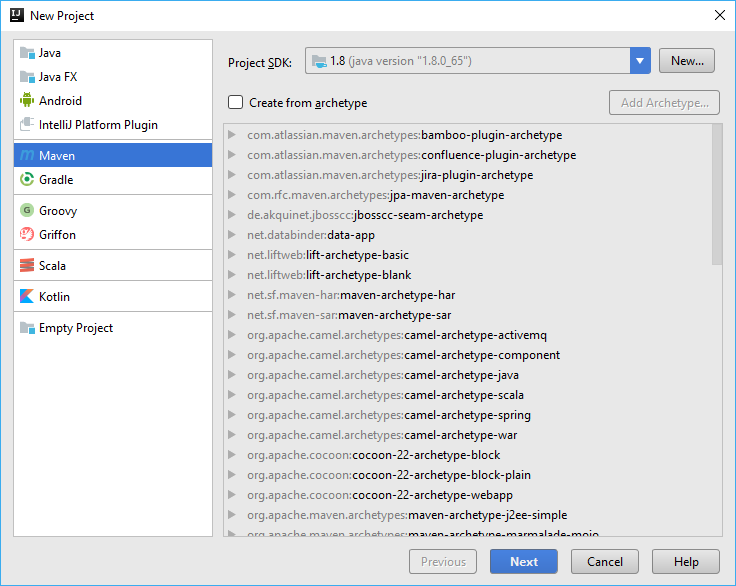 New Project
Java
Java FX
Android
IntelliJ Platform Plugin
Maven
Gradle
Groovy
Griffon
Scala
Kotlin
Empty Project
Project SDK: 1.8 (java version "1.8.0_65") New...
Create from archetype Add Archetype...
com.atlassian.maven.archetypes:bamboo-plugin-archetype
com.atlassian.maven.archetypes:confluence-plugin-archetype
com.atlassian.maven.archetypes:jira-plugin-archetype
com.rfc.maven.archetypes:jpa-maven-archetype
de.akquinet.jbosscc:jbosscc-seam-archetype
net.databinder:data-app
net.liftweb:lift-archetype-basic
net.liftweb:lift-archetype-blank
net.sf.maven-har:maven-archetype-har
net.sf.maven-sar:maven-archetype-sar
org.apache.camel.archetypes:camel-archetype-activemq
org.apache.camel.archetypes:camel-archetype-component
org.apache.camel.archetypes:camel-archetype-java
org.apache.camel.archetypes:camel-archetype-scala
org.apache.camel.archetypes:camel-archetype-spring
org.apache.camel.archetypes:camel-archetype-war
org.apache.cocoon:cocoon-22-archetype-block
org.apache.cocoon:cocoon-22-archetype-block-plain
org.apache.cocoon:cocoon-22-archetype-webapp
org.apache.maven.archetypes:maven-archetype-j2ee-simple
org.apache.maven.archetypes:maven-archetype-marmalade-mojo
Previous Next Cancel Help